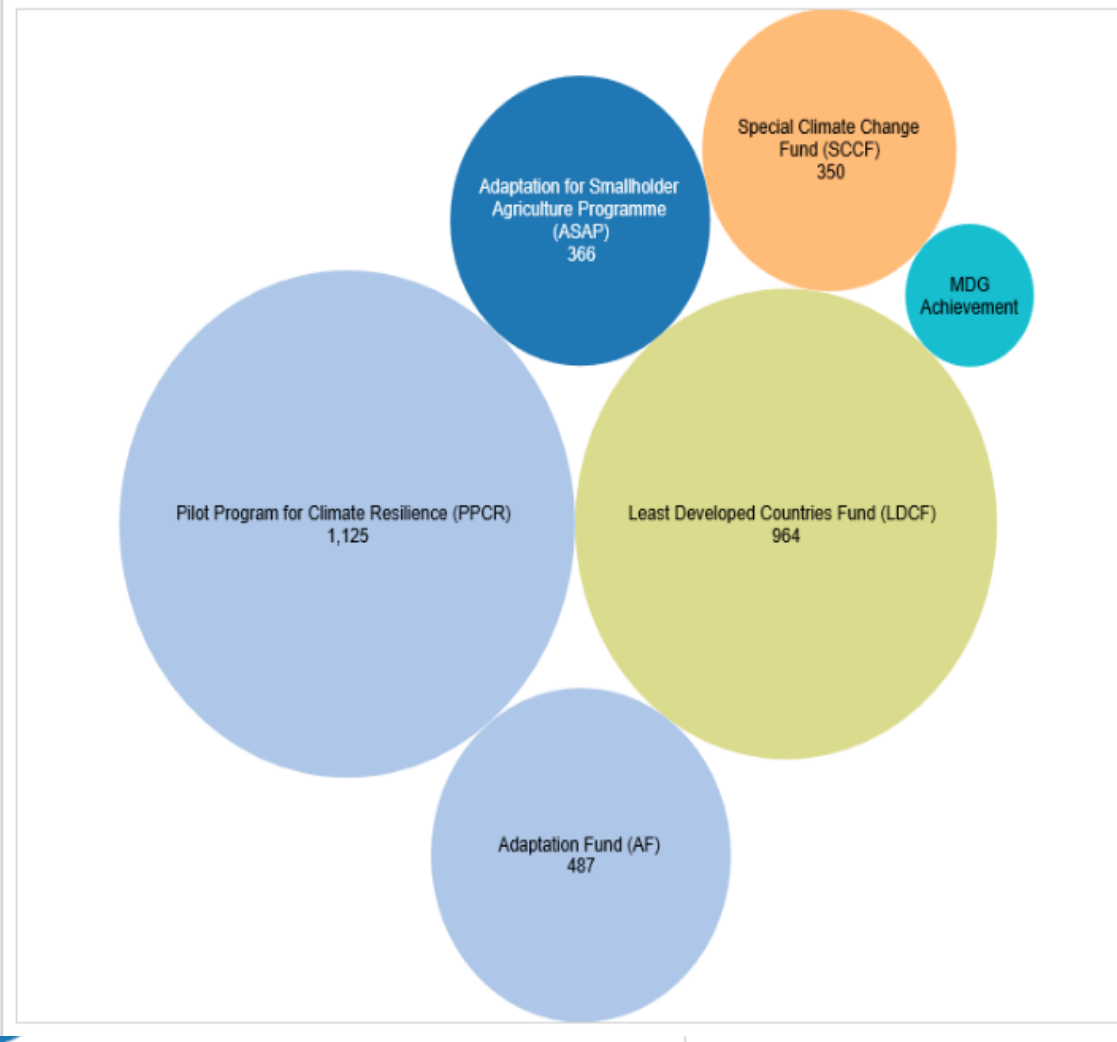 Special Climate Change
Fund (SCCF)
350
Adaptation for Smallholder
Agriculture Programme
(ASAP)
366
MDG
Achievement
Pilot Program for Climate Resilience (PPCR)
1,125
Least Developed Countries Fund (LDCF)
964
Adaptation Fund (AF)
487